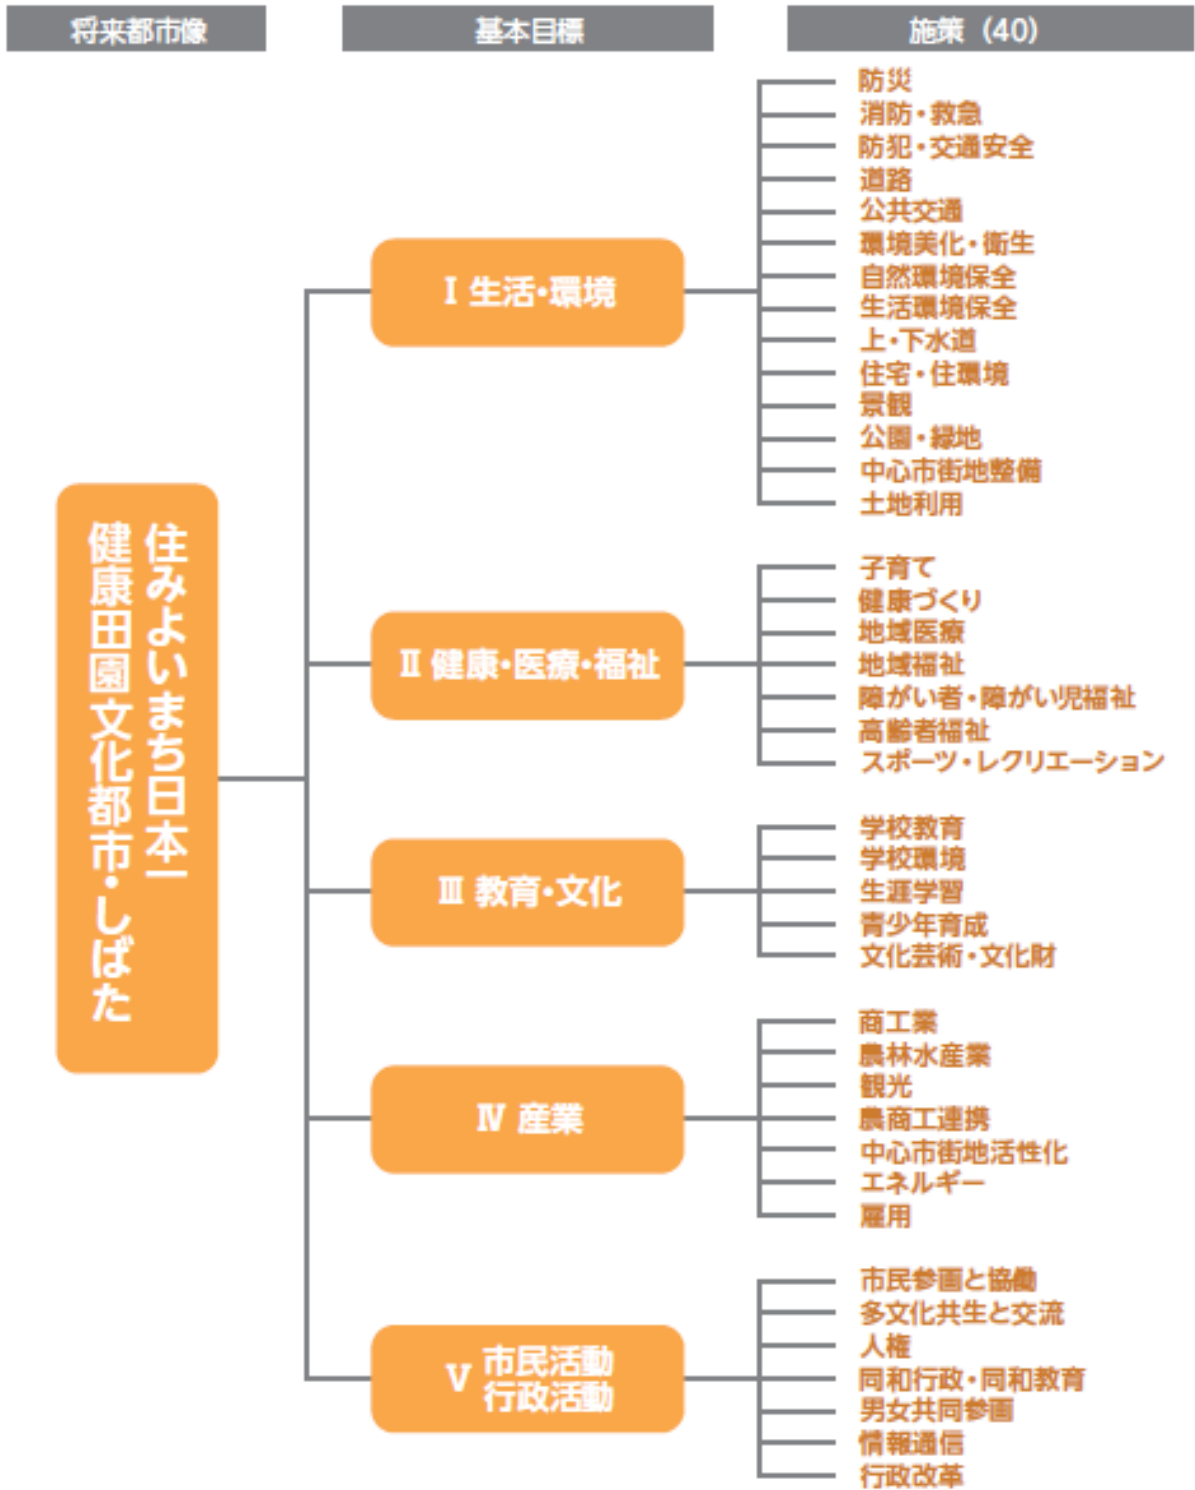 将来都市像
基本目標
施策（40）
住みよいまち日本一
健康田園文化都市・しばた
Ⅰ 生活・環境
防災
消防・救急
防犯・交通安全
道路
公共交通
環境美化・衛生
自然環境保全
生活環境保全
上・下水道
住宅・住環境
景観
公園・緑地
中心市街地整備
土地利用
Ⅱ 健康・医療・福祉
子育て
健康づくり
地域医療
地域福祉
障がい者・障がい児福祉
高齢者福祉
スポーツ・レクリエーション
Ⅲ 教育・文化
学校教育
学校環境
生涯学習
青少年育成
文化芸術・文化財
Ⅳ 産業
商工業
農林水産業
観光
農商工連携
中心市街地活性化
エネルギー
雇用
Ⅴ 市民活動
行政活動
市民参画と協働
多文化共生と交流
人権
同和行政・同和教育
男女共同参画
情報通信
行政改革